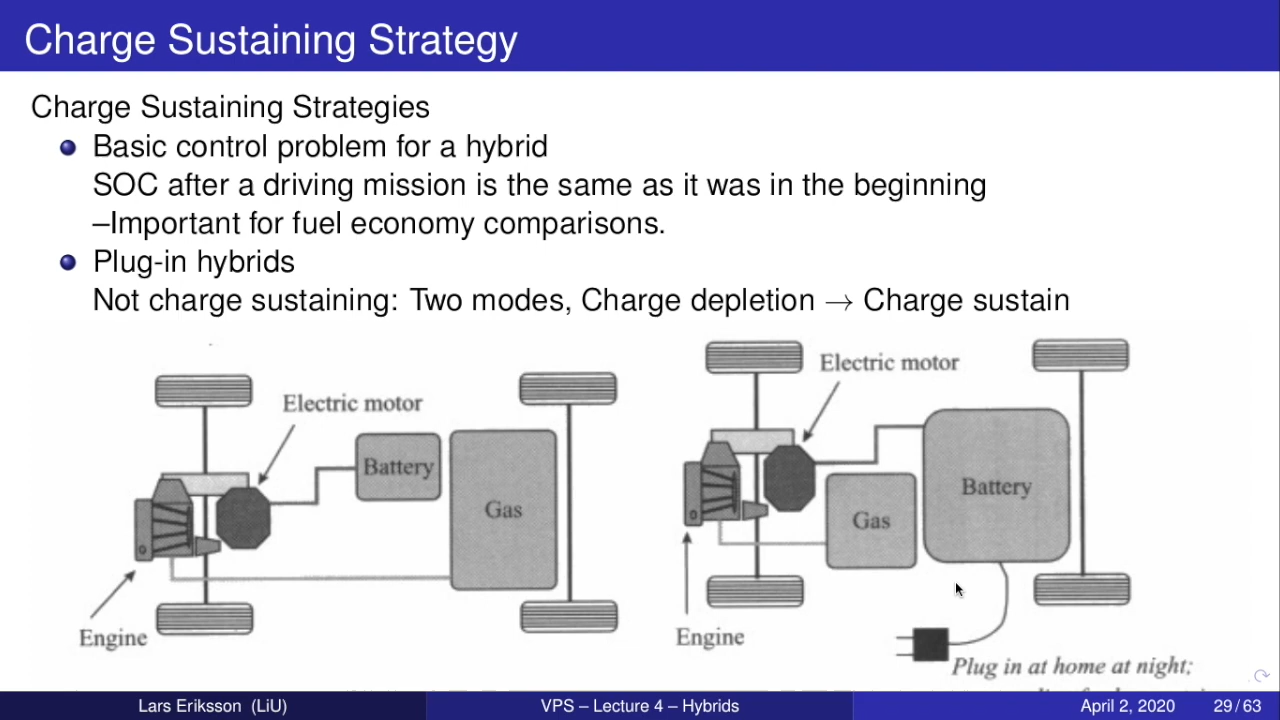 Charge Sustaining Strategy
Charge Sustaining Strategies
Basic control problem for a hybrid
SOC after a driving mission is the same as it was in the beginning
–Important for fuel economy comparisons.
Plug-in hybrids
Not charge sustaining: Two modes, Charge depletion → Charge sustain
Electric motor
Battery
Gas
Engine
Electric motor
Battery
Gas
Engine
Plug in at home at night;
Lars Eriksson (LiU)
VPS – Lecture 4 – Hybrids
April 2, 2020
29 / 63